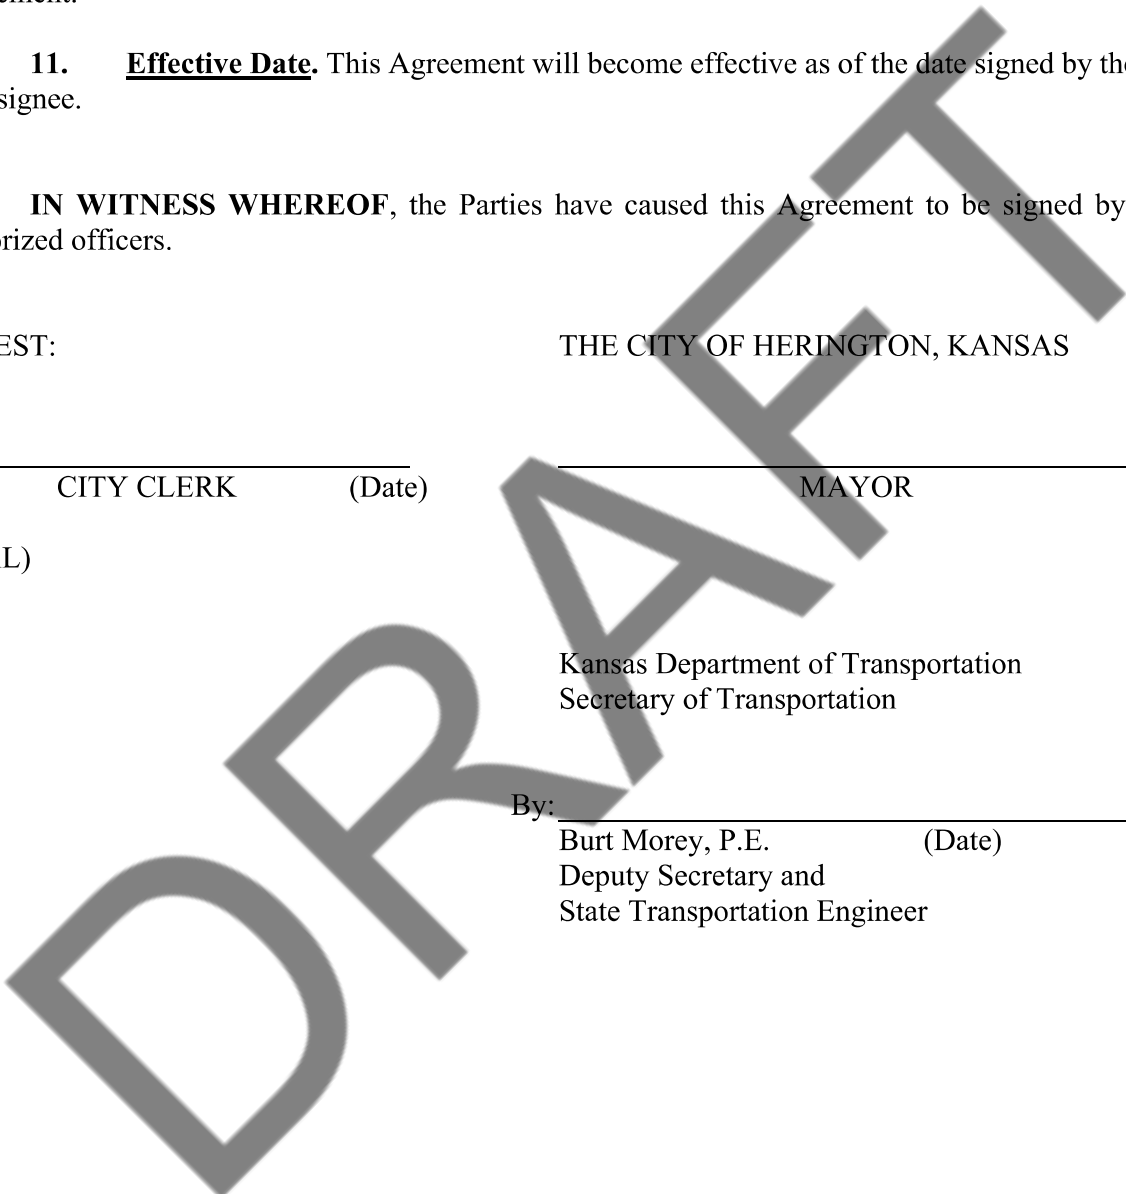 ement.
11. Effective Date. This Agreement will become effective as of the date signed by the
signee.
IN WITNESS WHEREOF, the Parties have caused this Agreement to be signed by
rized officers.
EST: THE CITY OF HERINGTON, KANSAS
CITY CLERK (Date) MAYOR
L)
Kansas Department of Transportation
Secretary of Transportation
By:
Burt Morey, P.E. (Date)
Deputy Secretary and
State Transportation Engineer
DRAFT